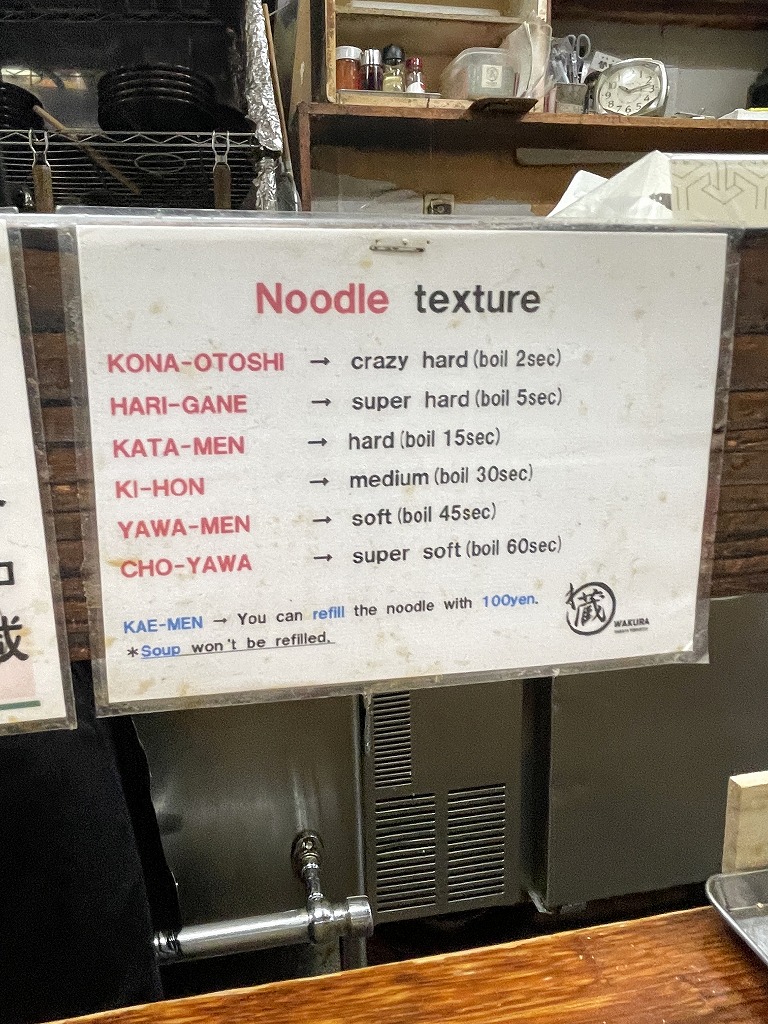 Noodle texture
KONA-OTOSHI → crazy hard(boil 2sec)
HARI-GANE → super hard(boil 5sec)
KATA-MEN → hard(boil 15sec)
KI-HON → medium(boil 30sec)
YAWA-MEN → soft(boil 45sec)
CHO-YAWA → super soft(boil 60sec)
KAE-MEN → You can refill the noodle with 100yen.
*Soup won't be refilled.
わ蔵
WAKURA